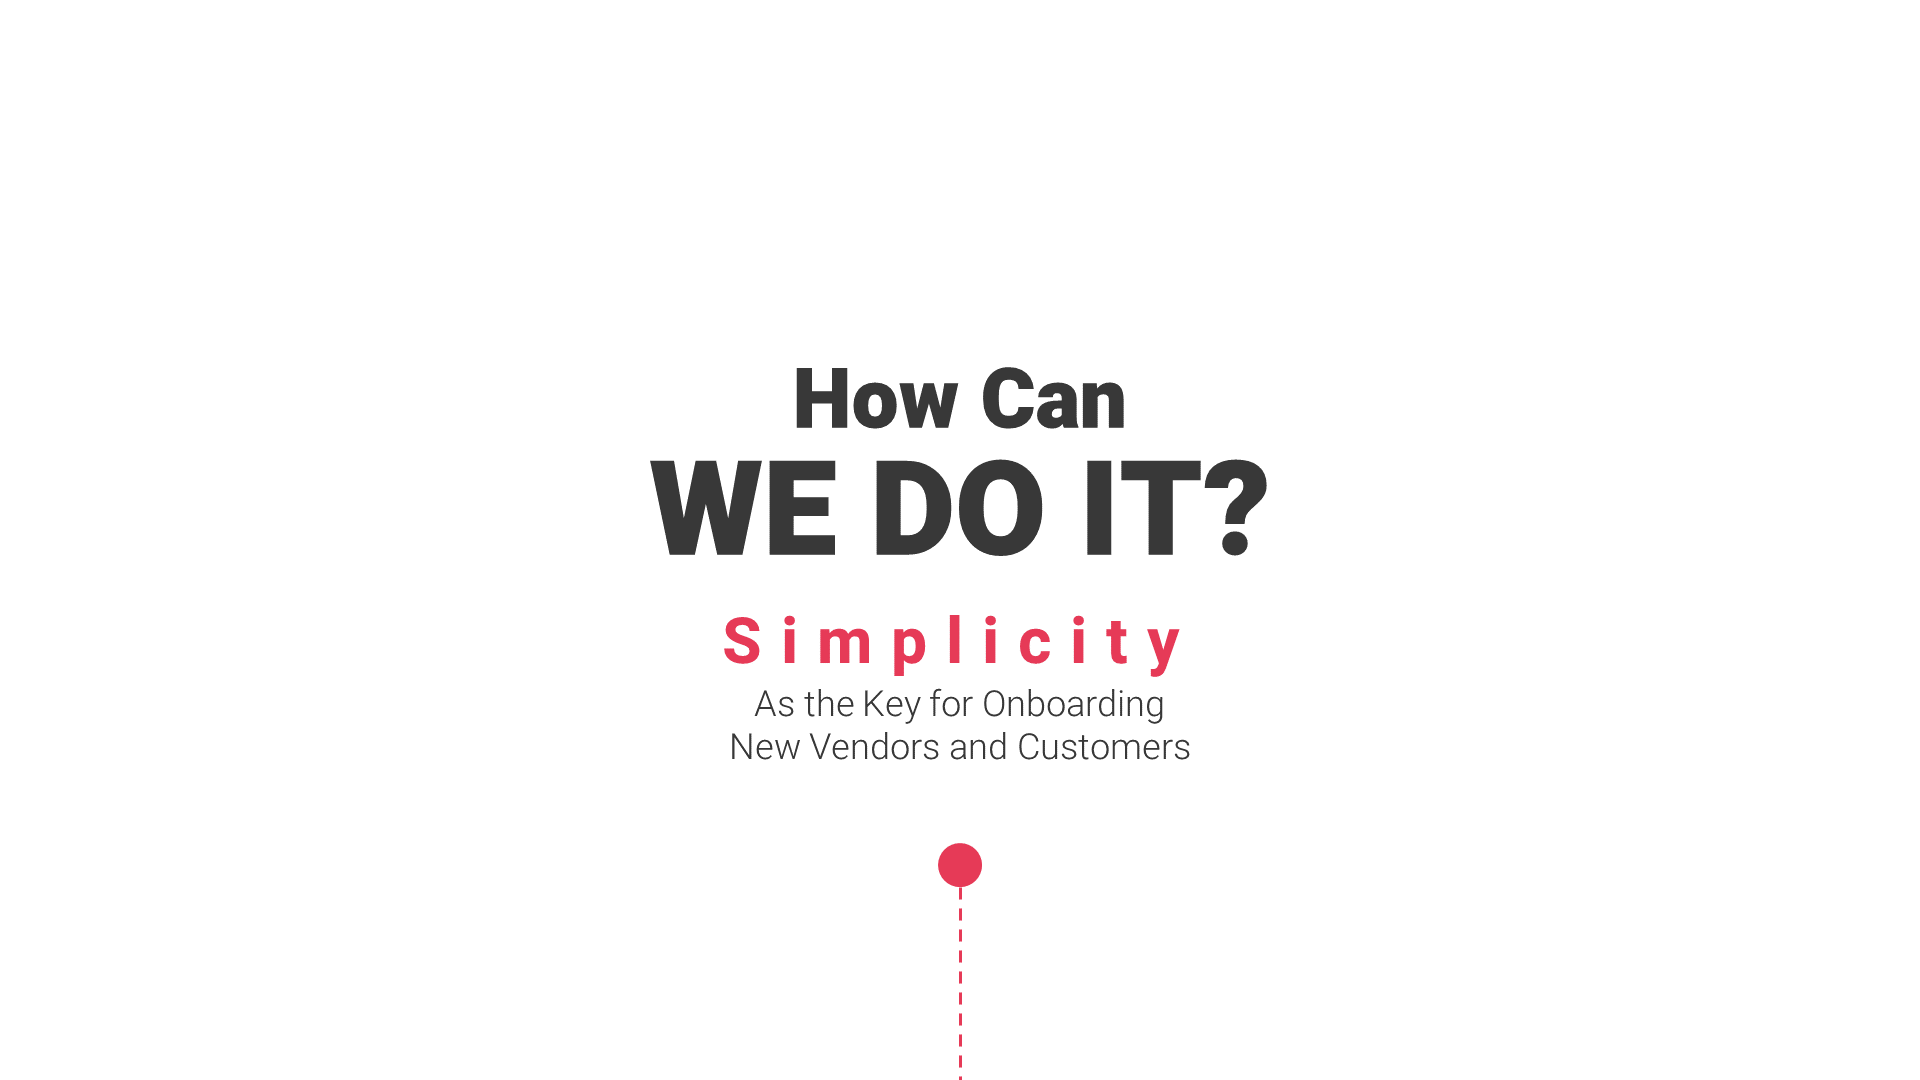 How Can
WE DO IT?
Simplicity
As the Key for Onboarding
New Vendors and Customers